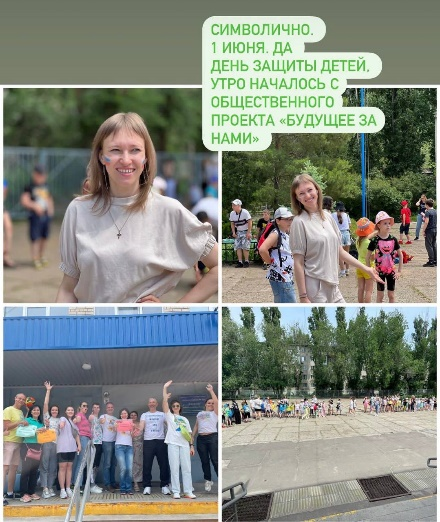 СИМВОЛИЧНО.
1 ИЮНЯ. ДА
ДЕНЬ ЗАЩИТЫ ДЕТЕЙ,
УТРО НАЧАЛОСЬ С
ОБЩЕСТВЕННОГО
ПРОЕКТА «БУДУЩЕЕ ЗА
НАМИ»